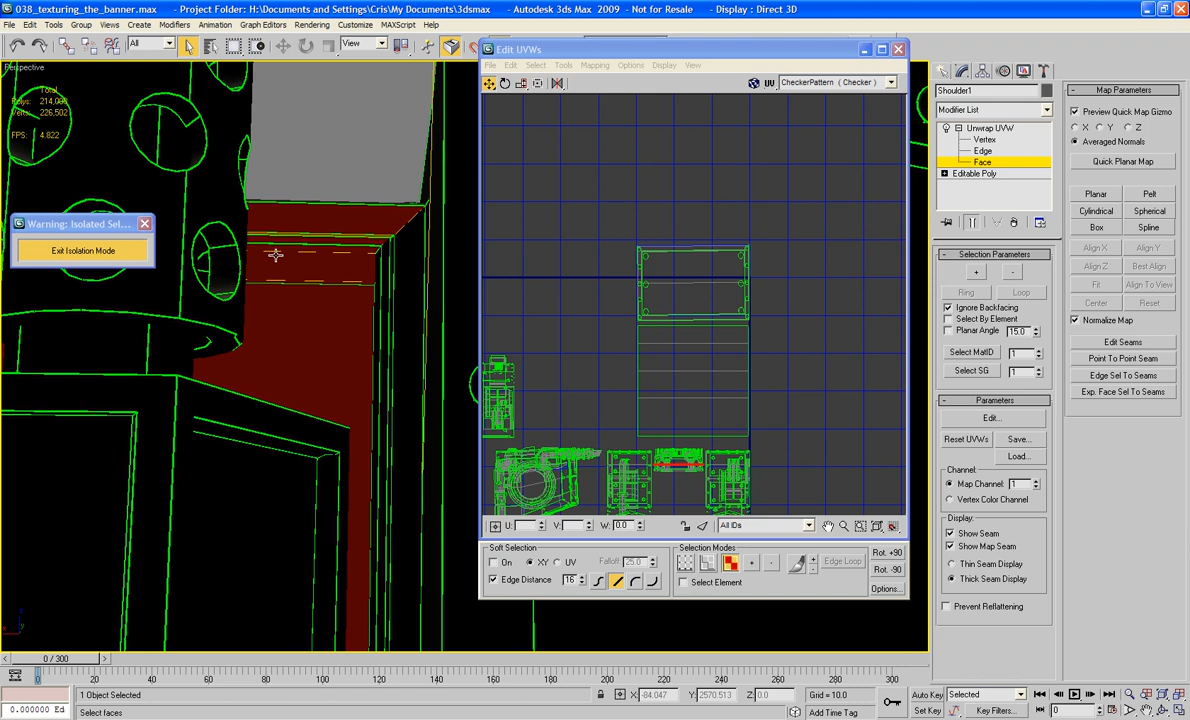 038_texturing_the_banner.max - Project Folder: H:\Documents and Settings\Cris\My Documents\3dsmax - Autodesk 3ds Max 2009 - Not for Resale - Display : Direct 3D
File Edit Tools Group Views Create Modifiers Animation Graph Editors Rendering Customize MAXScript Help
All
View
Perspective
Total
Polys:
Verts: 226,502
FPS: 4.822
Warning: Isolated Sel...
Exit Isolation Mode
Edit UVWs
File Edit Select Tools Mapping Options Display View
UV CheckerPattern ( Checker )
U: V: W: 0.0 All IDs
Soft Selection
On XY UV Falloff: 25.0
Edge Distance 16
Selection Modes
+ - Edge Loop
Select Element
Rot. +90
Rot. -90
Options...
Shoulder1
Modifier List
Unwrap UVW
Vertex
Edge
Face
Editable Poly
Selection Parameters
+ -
Ring Loop
Ignore Backfacing
Select By Element
Planar Angle 15.0
Select MatID 1
Select SG 1
Parameters
Edit...
Reset UVWs Save...
Load...
Channel:
Map Channel: 1
Vertex Color Channel
Display:
Show Seam
Show Map Seam
Thin Seam Display
Thick Seam Display
Prevent Reflattening
Map Parameters
Preview Quick Map Gizmo
X Y Z
Averaged Normals
Quick Planar Map
Planar Pelt
Cylindrical Spherical
Box Spline
Align X Align Y
Align Z Best Align
Fit Align To View
Center Reset
Normalize Map
Edit Seams
Point To Point Seam
Edge Sel To Seams
Exp. Face Sel To Seams
0 / 300
20 40 60 80 100 120 140 160 180 200 220 240 260 280 300
1 Object Selected X: -84.047 Y: 2570.513 Z: 0.0 Grid = 10.0 Auto Key Selected
0.000000 Ed Select faces Add Time Tag Set Key Key Filters... 0